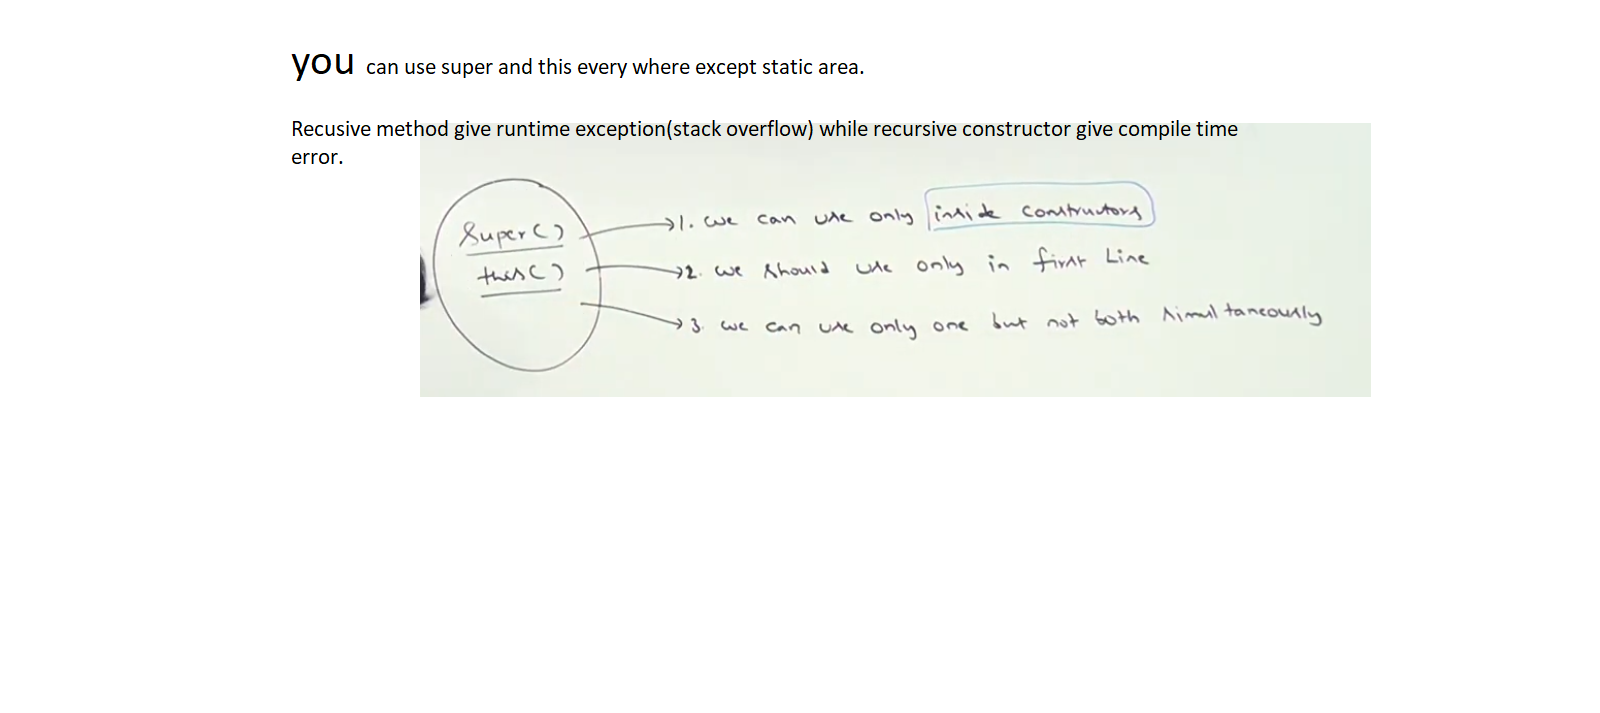 you can use super and this every where except static area.
Recusive method give runtime exception(stack overflow) while recursive constructor give compile time
error.
Super()
this()
→1. we can use only inside constructors
→2. we should use only in first Line
→3. we can use only one but not both simultaneously